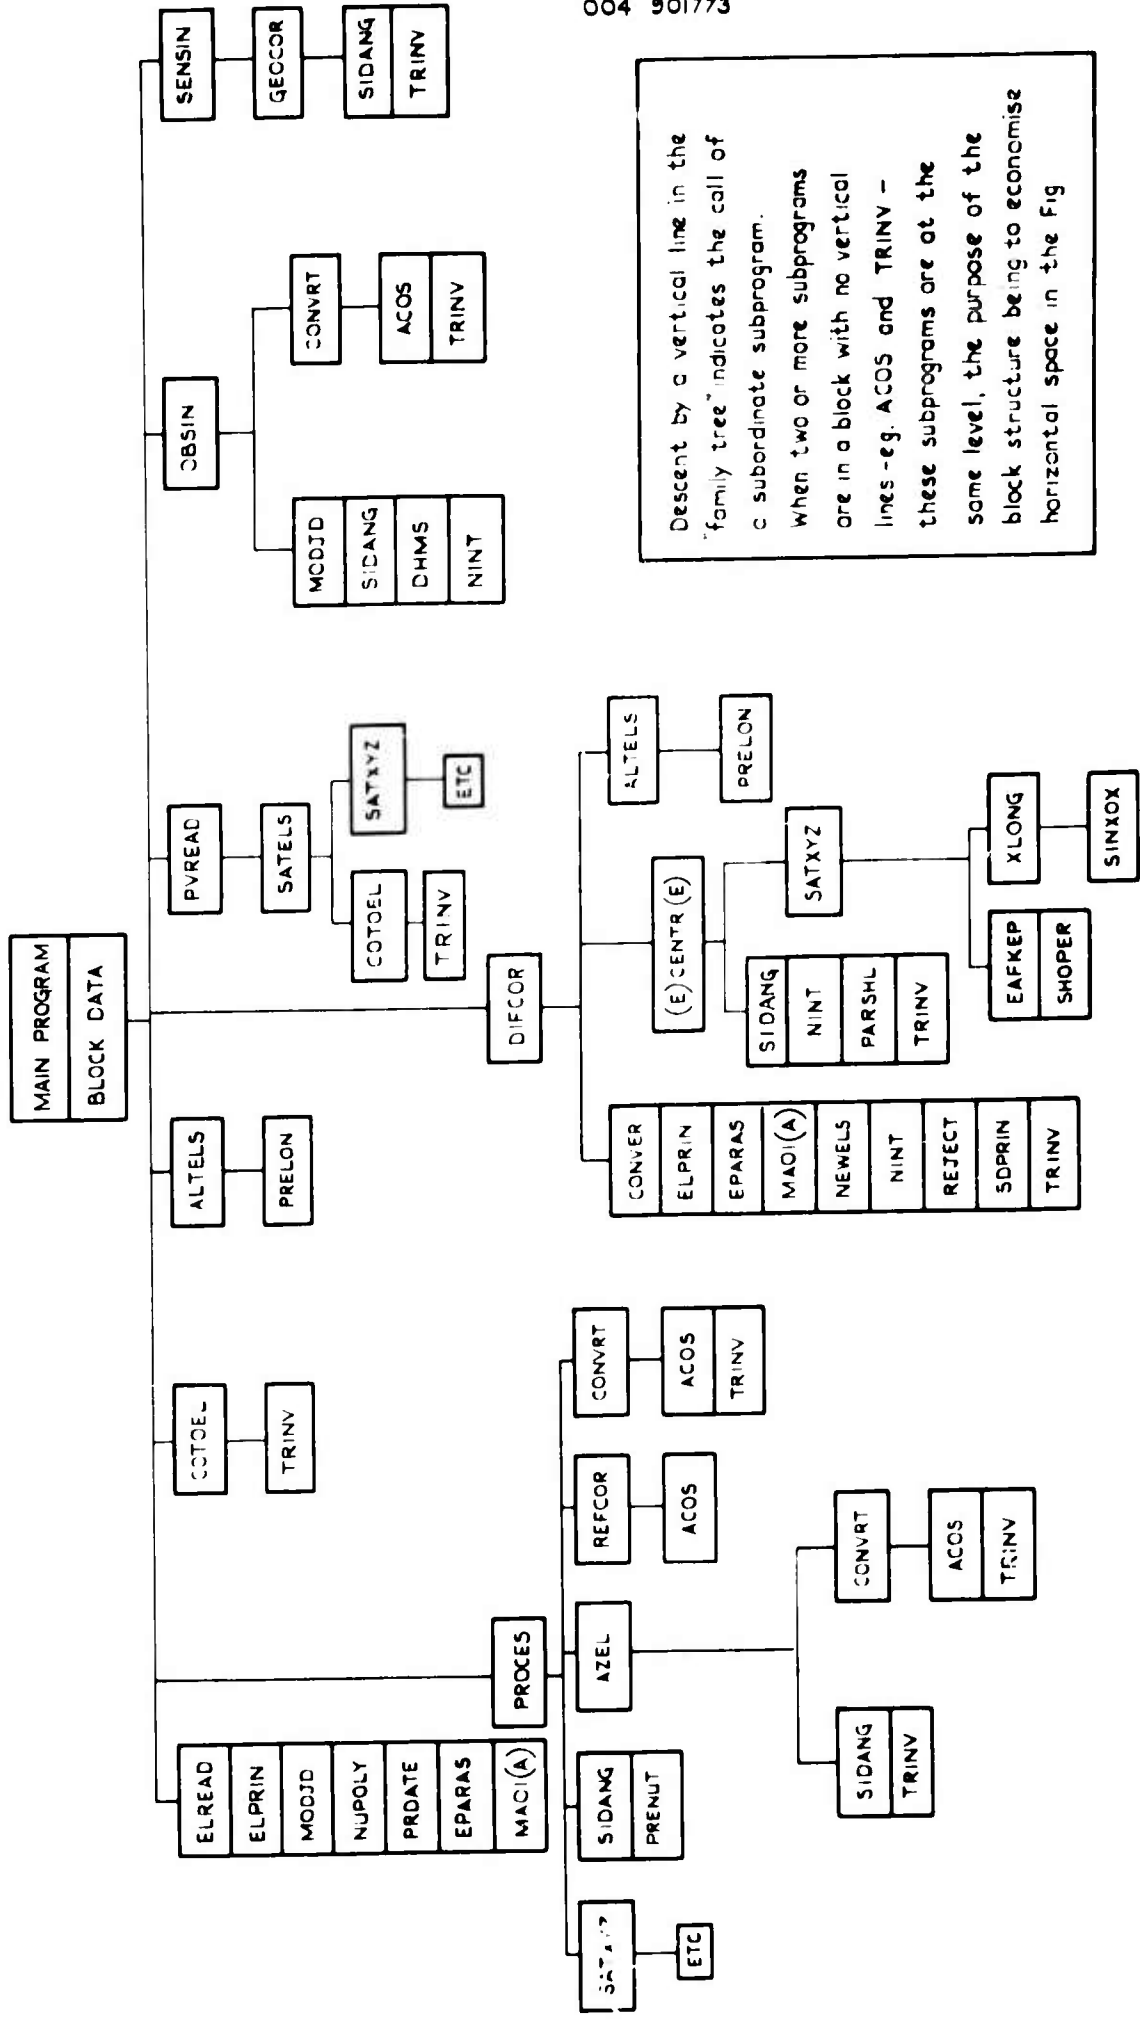 004 901773
MAIN PROGRAM
BLOCK DATA
ELREAD
ELPRIN
MODJD
NUPOLY
PRDATE
EPARAS
MAOI(A)
PROCES
SIDANG
PRENUT
AZEL
REFCOR
CONVRT
ETC
ACOS
ACOS
TRINV
SIDANG
TRINV
CONVRT
ACOS
TRINV
COTOEL
TRINV
ALTELS
PRELON
DIFCOR
CONVER
ELPRIN
EPARAS
MAOI(A)
NEWELS
NINT
REJECT
SDPRIN
TRINV
(E)CENTR(E)
SIDANG
NINT
PARSHL
TRINV
SATXYZ
EAFKEP
SHOPER
XLONG
SINXOX
ALTELS
PRELON
PVREAD
SATELS
COTOEL
TRINV
SATXYZ
ETC
OBSIN
MODJD
SIDANG
DHMS
NINT
CONVRT
ACOS
TRINV
SENSIN
GEOCOR
SIDANG
TRINV
Descent by a vertical line in the
"family tree" indicates the call of
a subordinate subprogram.
When two or more subprograms
are in a block with no vertical
lines -eg. ACOS and TRINV -
these subprograms are at the
same level, the purpose of the
block structure being to economise
horizontal space in the Fig